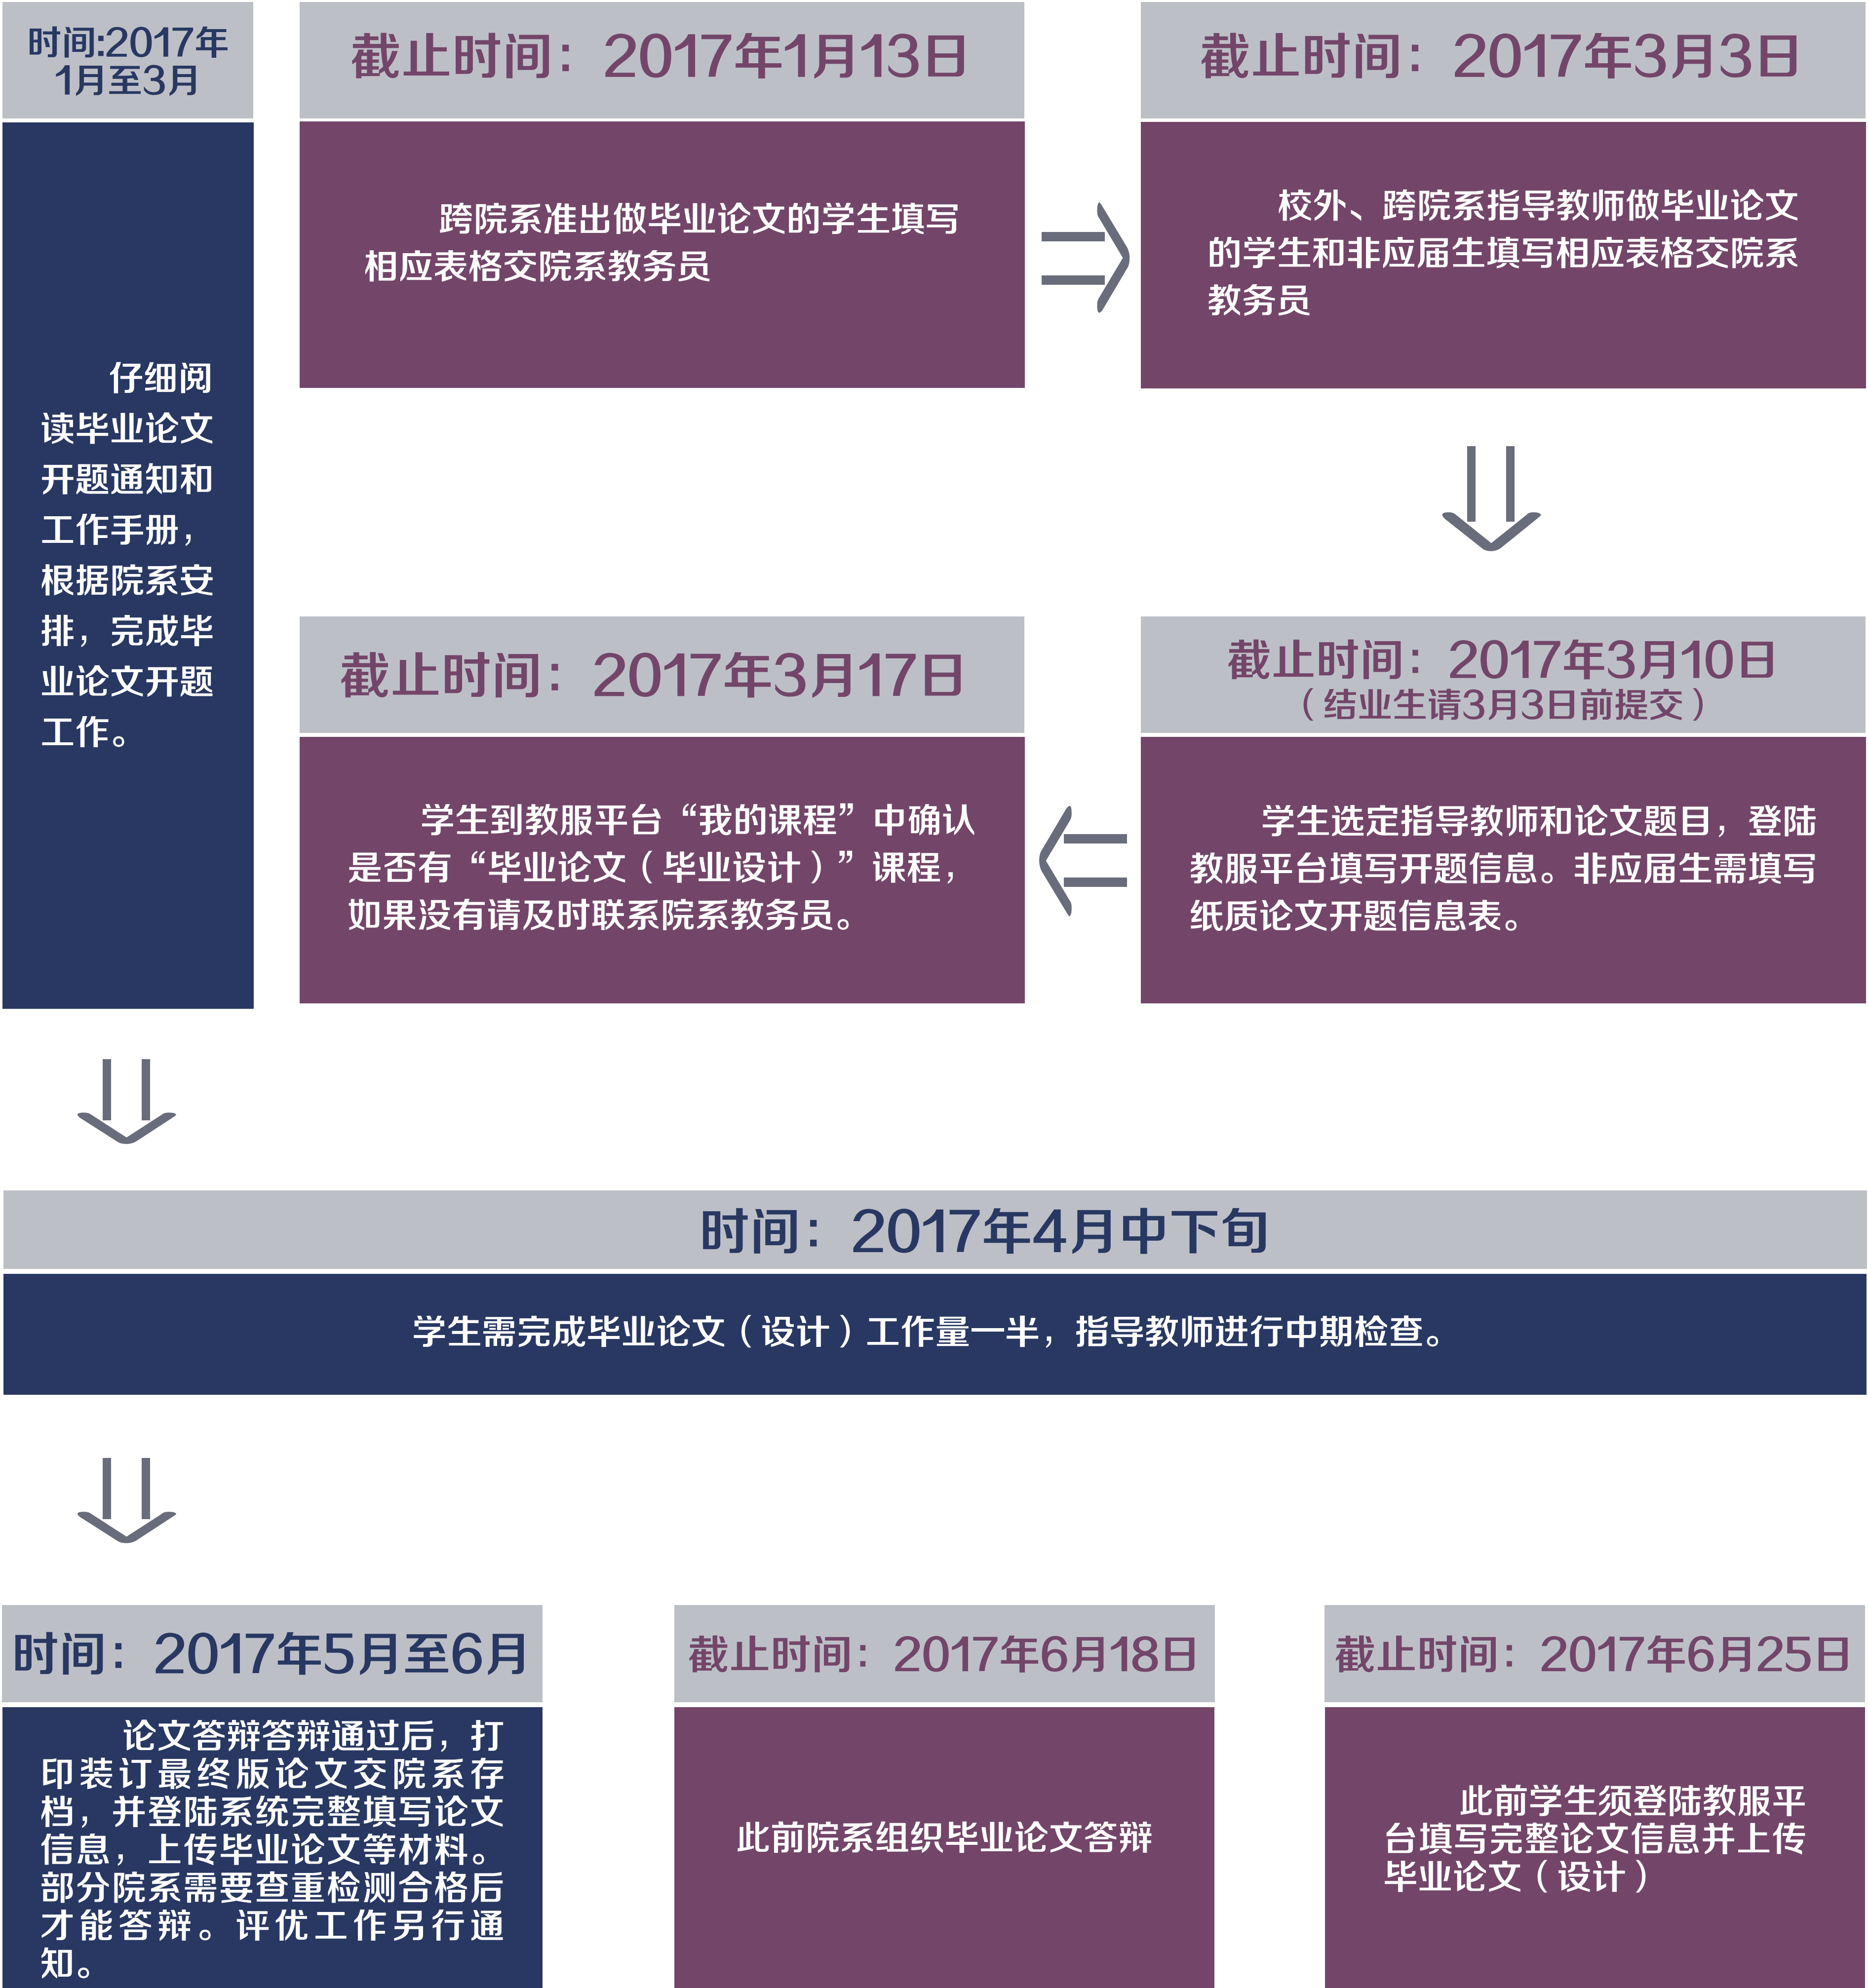 时间:2017年
1月至3月
仔细阅
读毕业论文
开题通知和
工作手册，
根据院系安
排，完成毕
业论文开题
工作。
截止时间：2017年1月13日
跨院系准出做毕业论文的学生填写
相应表格交院系教务员
截止时间：2017年3月3日
校外、跨院系指导教师做毕业论文
的学生和非应届生填写相应表格交院系
教务员
截止时间：2017年3月10日
（结业生请3月3日前提交）
学生选定指导教师和论文题目，登陆
教服平台填写开题信息。非应届生需填写
纸质论文开题信息表。
截止时间：2017年3月17日
学生到教服平台“我的课程”中确认
是否有“毕业论文（毕业设计）”课程，
如果没有请及时联系院系教务员。
时间：2017年4月中下旬
学生需完成毕业论文（设计）工作量一半，指导教师进行中期检查。
时间：2017年5月至6月
论文答辩答辩通过后，打
印装订最终版论文交院系存
档，并登陆系统完整填写论文
信息，上传毕业论文等材料。
部分院系需要查重检测合格后
才能答辩。评优工作另行通
知。
截止时间：2017年6月18日
此前院系组织毕业论文答辩
截止时间：2017年6月25日
此前学生须登陆教服平
台填写完整论文信息并上传
毕业论文（设计）